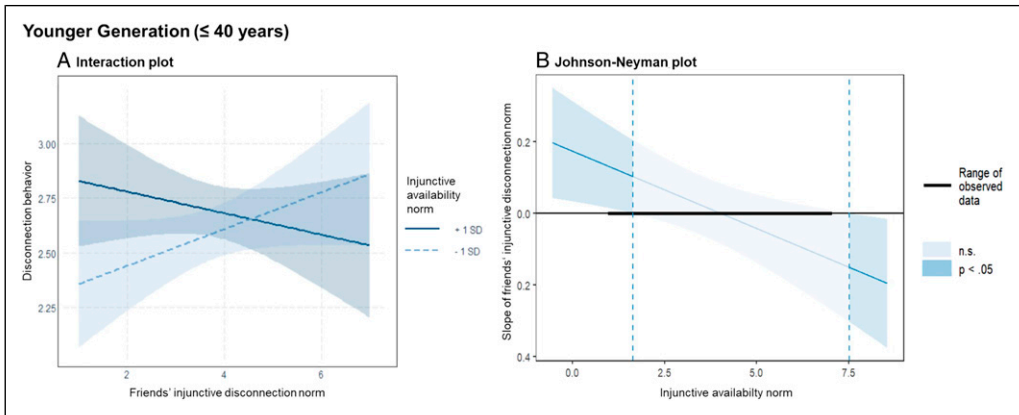 Younger Generation (≤ 40 years)
A Interaction plot
Disconnection behavior
3.00
2.75
2.50
2.25
2
4
6
Friends' injunctive disconnection norm
Injunctive
availability
norm
+ 1 SD
- 1 SD
B Johnson-Neyman plot
Slope of friends' injunctive disconnection norm
0.2
0.0
0.2
0.4
0.0
2.5
5.0
7.5
Injunctive availabilty norm
Range of
observed
data
n.s.
p < .05